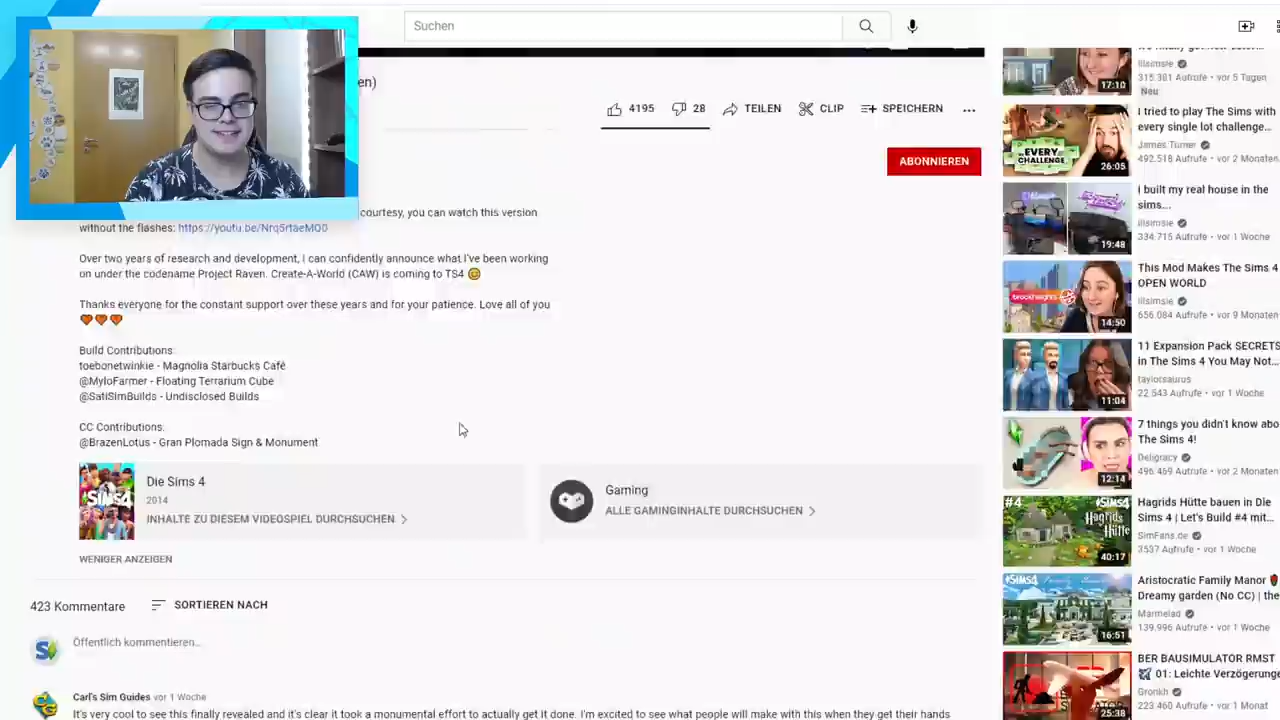 Suchen
en)
4195
28
TEILEN
CLIP
SPEICHERN
ABONNIEREN
courtesy, you can watch this version
without the flashes: https://youtu.be/Nrq5rtaeMQ0
Over two years of research and development, I can confidently announce what I've been working
on under the codename Project Raven. Create-A-World (CAW) is coming to TS4
Thanks everyone for the constant support over these years and for your patience. Love all of you
Build Contributions:
toebonetwinkie - Magnolia Starbucks Café
@MyloFarmer - Floating Terrarium Cube
@SatiSimBuilds - Undisclosed Builds
CC Contributions:
@BrazenLotus - Gran Plomada Sign & Monument
Die Sims 4
2014
INHALTE ZU DIESEM VIDEOSPIEL DURCHSUCHEN
Gaming
ALLE GAMINGINHALTE DURCHSUCHEN
WENIGER ANZEIGEN
423 Kommentare
SORTIEREN NACH
Öffentlich kommentieren...
Carl's Sim Guides vor 1 Woche
It's very cool to see this finally revealed and it's clear it took a monumental effort to actually get it done. I'm excited to see what people will make with this when they get their hands
lilsimsie
315.381 Aufrufe • vor 5 Tagen
Neu
17:10
I tried to play The Sims with
every single lot challenge...
James Turner
492.518 Aufrufe • vor 2 Monaten
EVERY
CHALLENGE
26:05
I built my real house in the
sims...
lilsimsie
334.715 Aufrufe • vor 1 Woche
19:48
This Mod Makes The Sims 4
OPEN WORLD
lilsimsie
656.084 Aufrufe • vor 9 Monaten
brookheights
14:50
11 Expansion Pack SECRETS
in The Sims 4 You May Not...
taylorsaurus
22.543 Aufrufe • vor 1 Woche
11:04
7 things you didn't know abo
The Sims 4!
Deligracy
496.469 Aufrufe • vor 2 Monaten
12:14
Hagrids Hütte bauen in Die
Sims 4 | Let's Build #4 mit...
SimFans.de
3537 Aufrufe • vor 1 Woche
#4
SIMS4
Hagrids
Hütte
40:17
Aristocratic Family Manor
Dreamy garden (No CC) | the
Marmelad
139.996 Aufrufe • vor 1 Woche
SIMS4
16:51
BER BAUSIMULATOR RMST
01: Leichte Verzögerunge
Gronkh
223.460 Aufrufe • vor 1 Monat
25:38